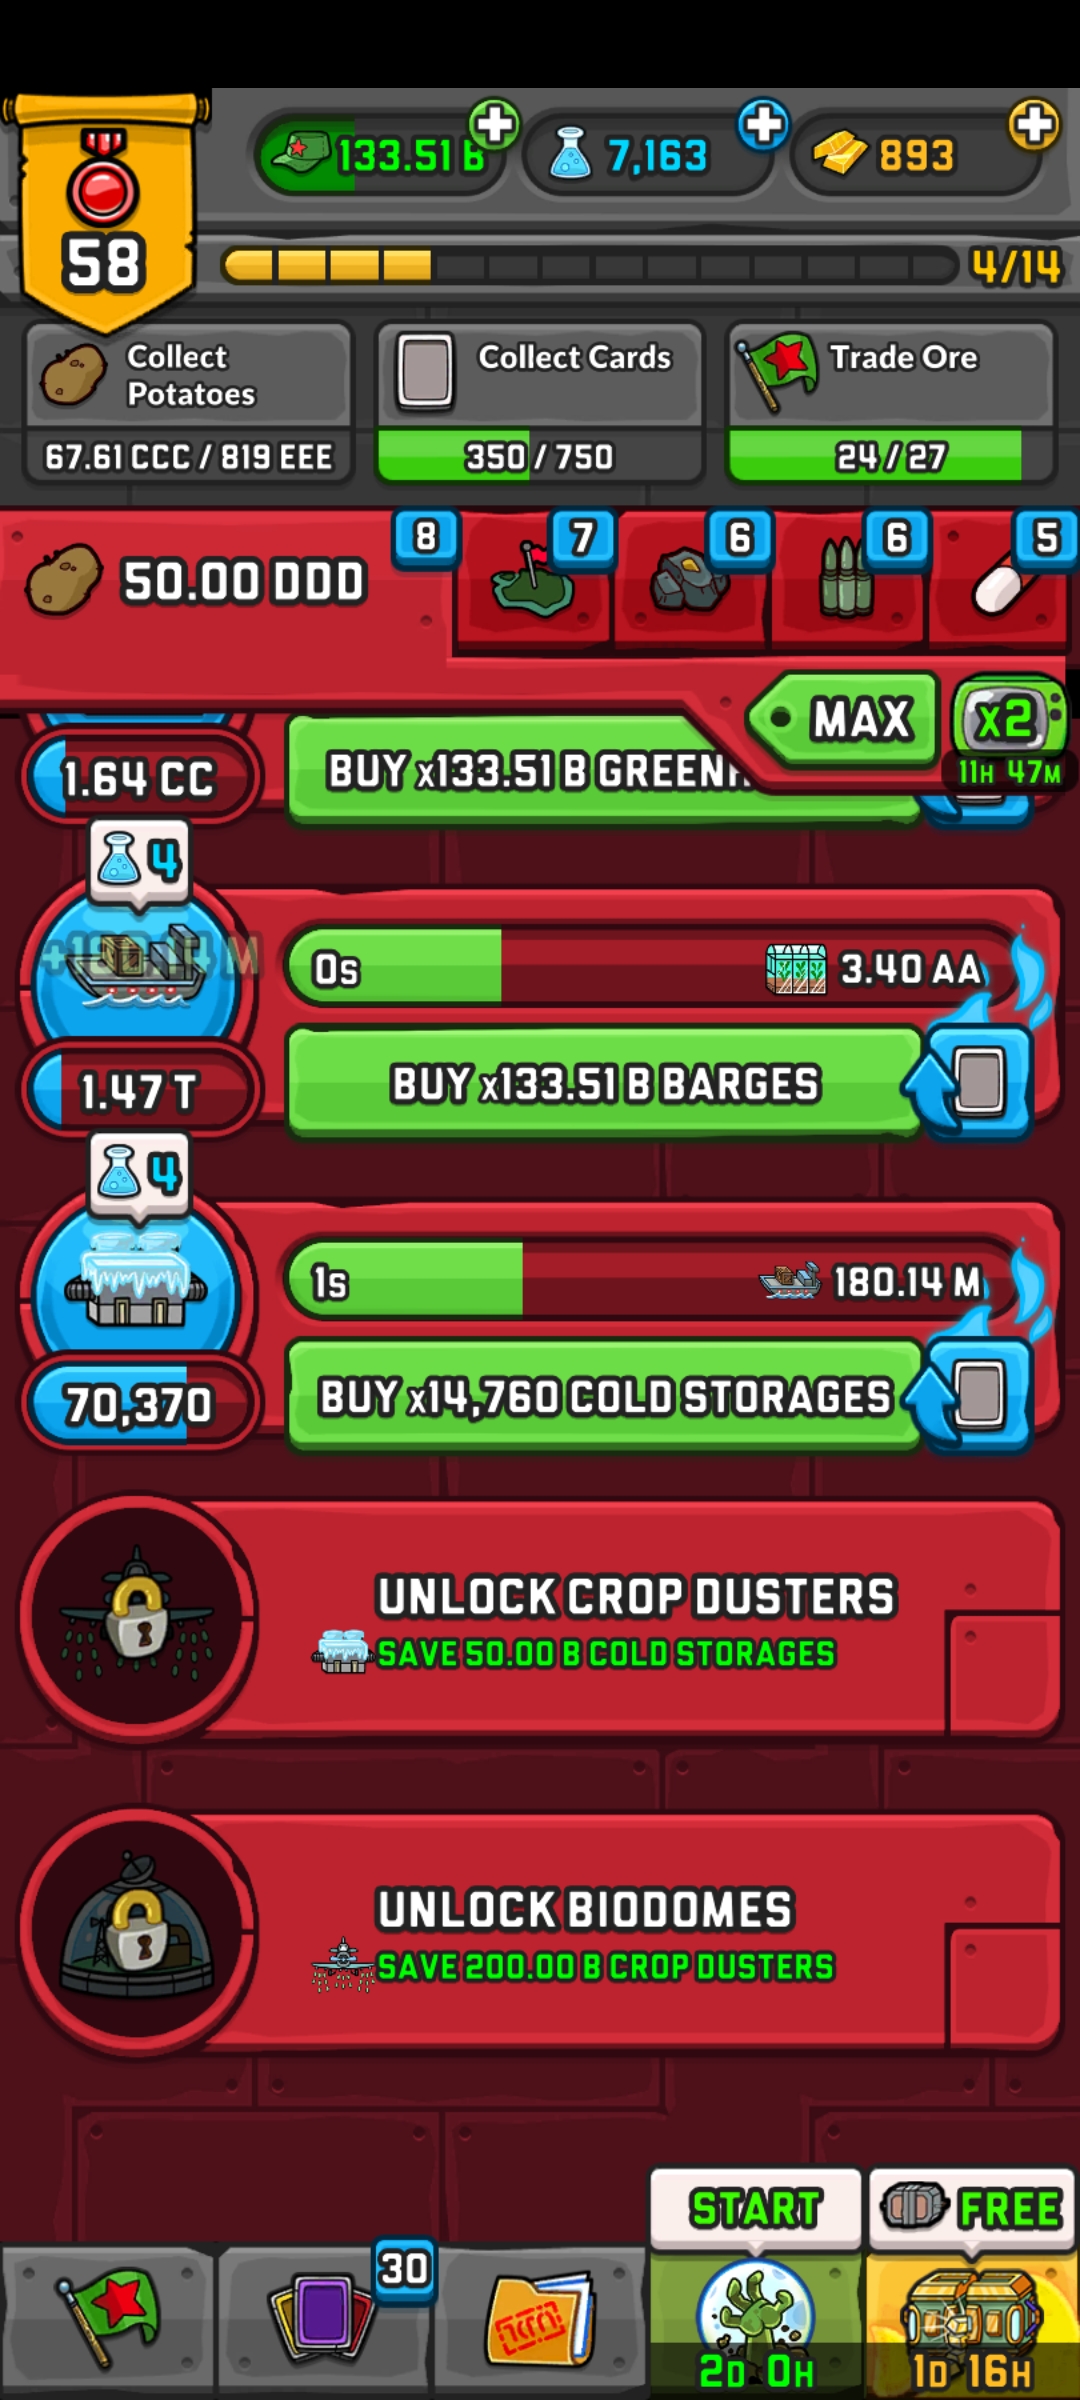 133.51 B
7,163
893
58
4/14
Collect Potatoes
Collect Cards
Trade Ore
67.61 CCC / 819 EEE
350 / 750
24 / 27
50.00 DDD
8
7
6
6
5
MAX
x2
11H 47M
1.64 CC
BUY x133.51 B
4
0s
3.40 AA
1.47 T
BUY x133.51 B BARGES
4
1s
180.14 M
70,370
BUY x14,760 COLD STORAGES
UNLOCK CROP DUSTERS
SAVE 50.00 B COLD STORAGES
UNLOCK BIODOMES
SAVE 200.00 B CROP DUSTERS
START
FREE
30
2D 0H
1D 16H